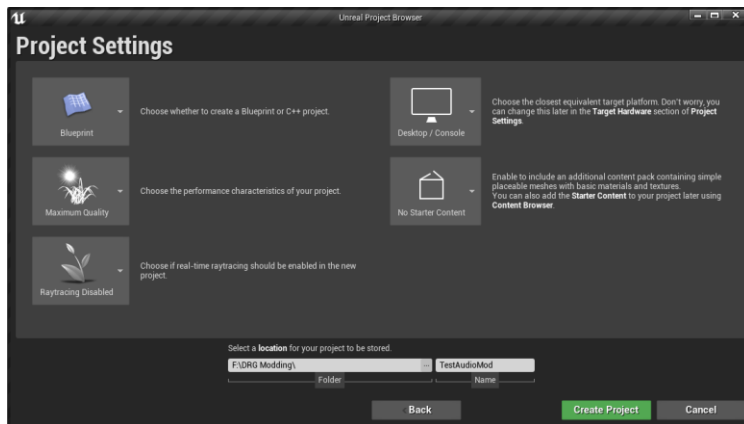 Unreal Project Browser
Project Settings
Blueprint
Choose whether to create a Blueprint or C++ project.
Desktop / Console
Choose the closest equivalent target platform. Don't worry, you
can change this later in the Target Hardware section of Project
Settings.
Maximum Quality
Choose the performance characteristics of your project.
No Starter Content
Enable to include an additional content pack containing simple
placeable meshes with basic materials and textures.
You can also add the Starter Content to your project later using
Content Browser.
Raytracing Disabled
Choose if real-time raytracing should be enabled in the new
project.
Select a location for your project to be stored.
F:\DRG Modding\
...
TestAudioMod
Folder
Name
Back
Create Project
Cancel